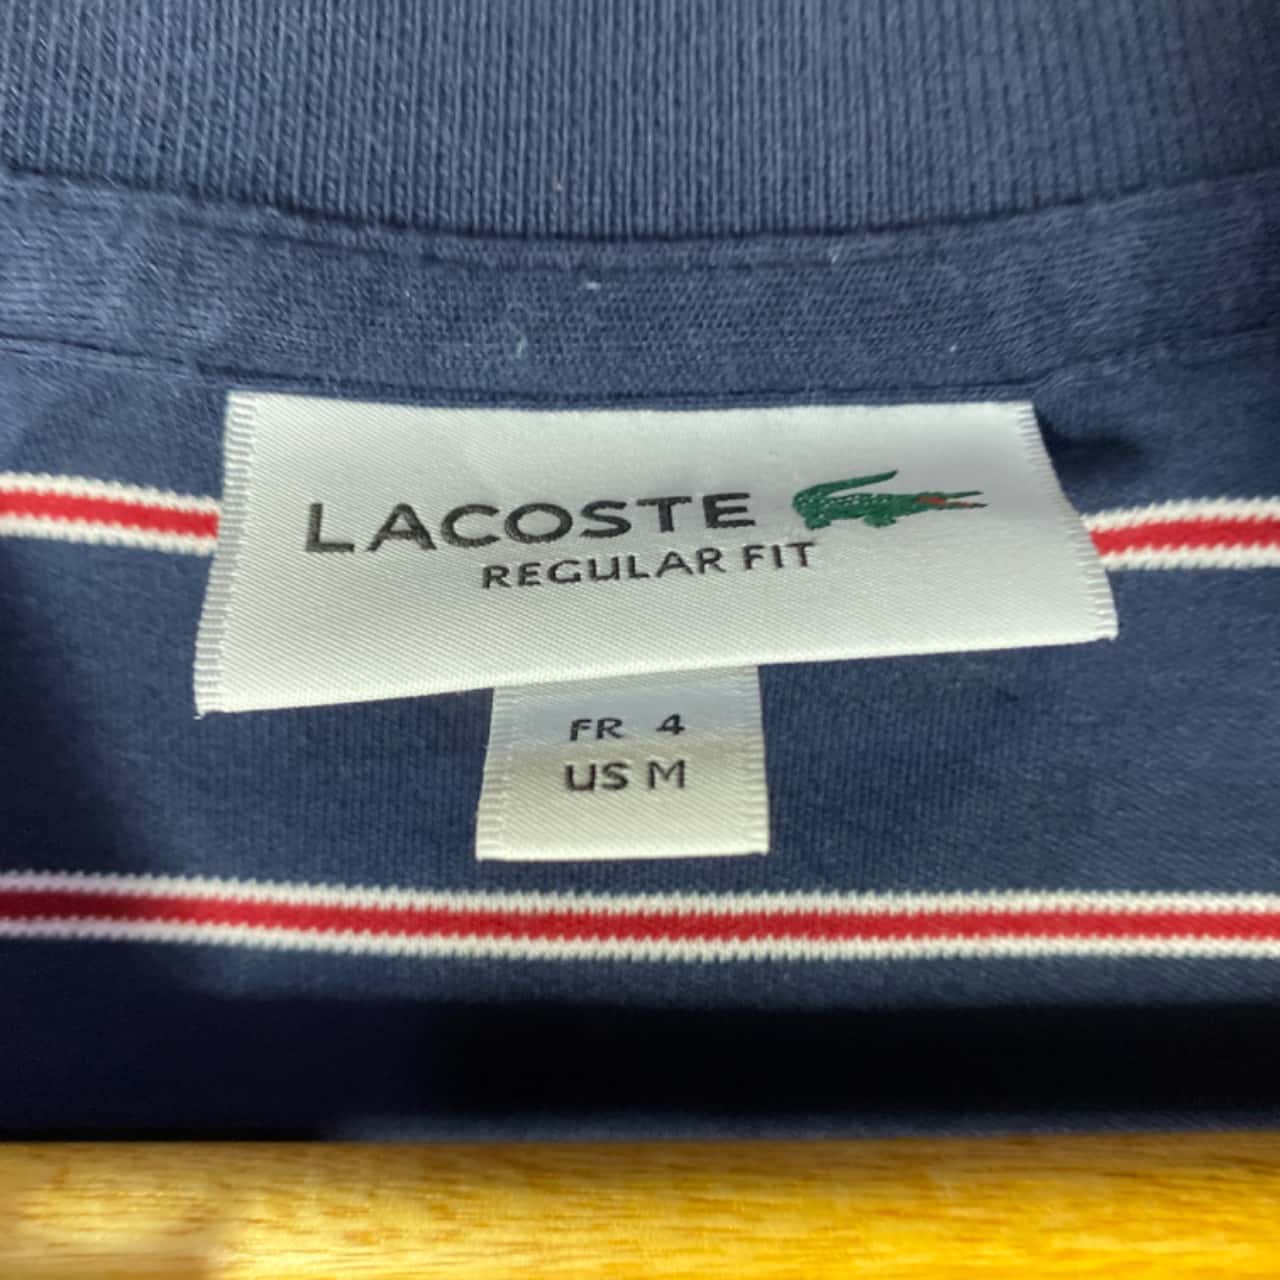 LACOSTE
REGULAR FIT
FR 4
US M